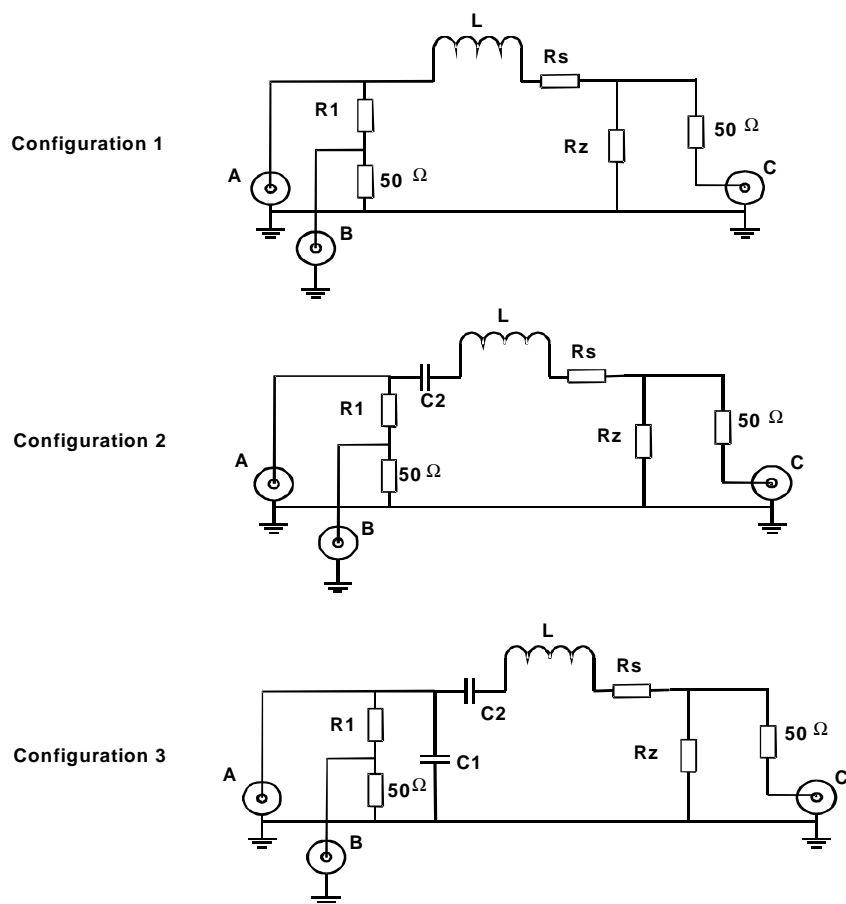 L
Rs
R1
50 Ω
Configuration 1
Rz
A
50 Ω
C
B
L
Rs
C2
R1
50 Ω
Configuration 2
Rz
A
50 Ω
C
B
L
Rs
C2
R1
50 Ω
Configuration 3
C1
Rz
A
50Ω
C
B